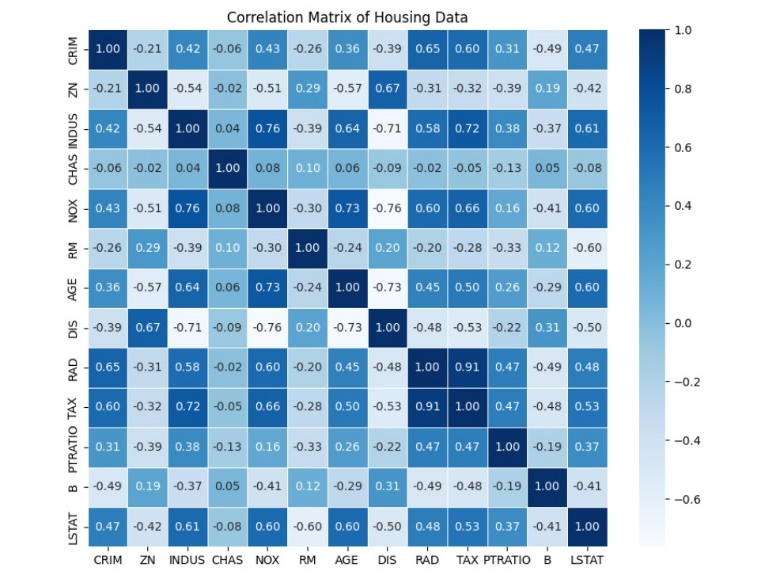 Correlation Matrix of Housing Data
CRIM 1.00 -0.21 0.42 -0.06 0.43 -0.26 0.36 -0.39 0.65 0.60 0.31 -0.49 0.47
ZN -0.21 1.00 -0.54 -0.02 -0.51 0.29 -0.57 0.67 -0.31 -0.32 -0.39 0.19 -0.42
INDUS 0.42 -0.54 1.00 0.04 0.76 -0.39 0.64 -0.71 0.58 0.72 0.38 -0.37 0.61
CHAS -0.06 -0.02 0.04 1.00 0.08 0.10 0.06 -0.09 -0.02 -0.05 -0.13 0.05 -0.08
NOX 0.43 -0.51 0.76 0.08 1.00 -0.30 0.73 -0.76 0.60 0.66 0.16 -0.41 0.60
RM -0.26 0.29 -0.39 0.10 -0.30 1.00 -0.24 0.20 -0.20 -0.28 -0.33 0.12 -0.60
AGE 0.36 -0.57 0.64 0.06 0.73 -0.24 1.00 -0.73 0.45 0.50 0.26 -0.29 0.60
DIS -0.39 0.67 -0.71 -0.09 -0.76 0.20 -0.73 1.00 -0.48 -0.53 -0.22 0.31 -0.50
RAD 0.65 -0.31 0.58 -0.02 0.60 -0.20 0.45 -0.48 1.00 0.91 0.47 -0.49 0.48
TAX 0.60 -0.32 0.72 -0.05 0.66 -0.28 0.50 -0.53 0.91 1.00 0.47 -0.48 0.53
PTRATIO 0.31 -0.39 0.38 -0.13 0.16 -0.33 0.26 -0.22 0.47 0.47 1.00 -0.19 0.37
B -0.49 0.19 -0.37 0.05 -0.41 0.12 -0.29 0.31 -0.49 -0.48 -0.19 1.00 -0.41
LSTAT 0.47 -0.42 0.61 -0.08 0.60 -0.60 0.60 -0.50 0.48 0.53 0.37 -0.41 1.00
CRIM ZN INDUS CHAS NOX RM AGE DIS RAD TAX PTRATIO B LSTAT
1.0
0.8
0.6
0.4
0.2
0.0
−0.2
−0.4
−0.6